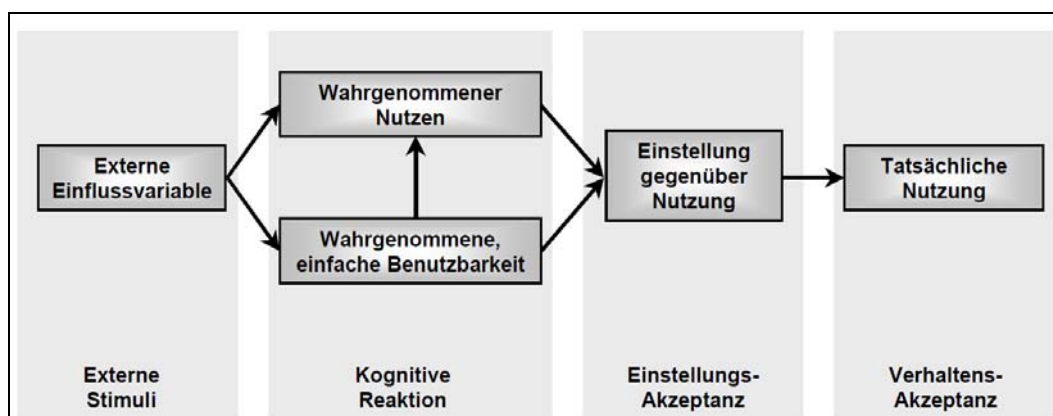 Externe
Einflussvariable
Wahrgenommener
Nutzen
Wahrgenommene,
einfache Benutzbarkeit
Einstellung
gegenüber
Nutzung
Tatsächliche
Nutzung
Externe
Stimuli
Kognitive
Reaktion
Einstellungs-
Akzeptanz
Verhaltens-
Akzeptanz